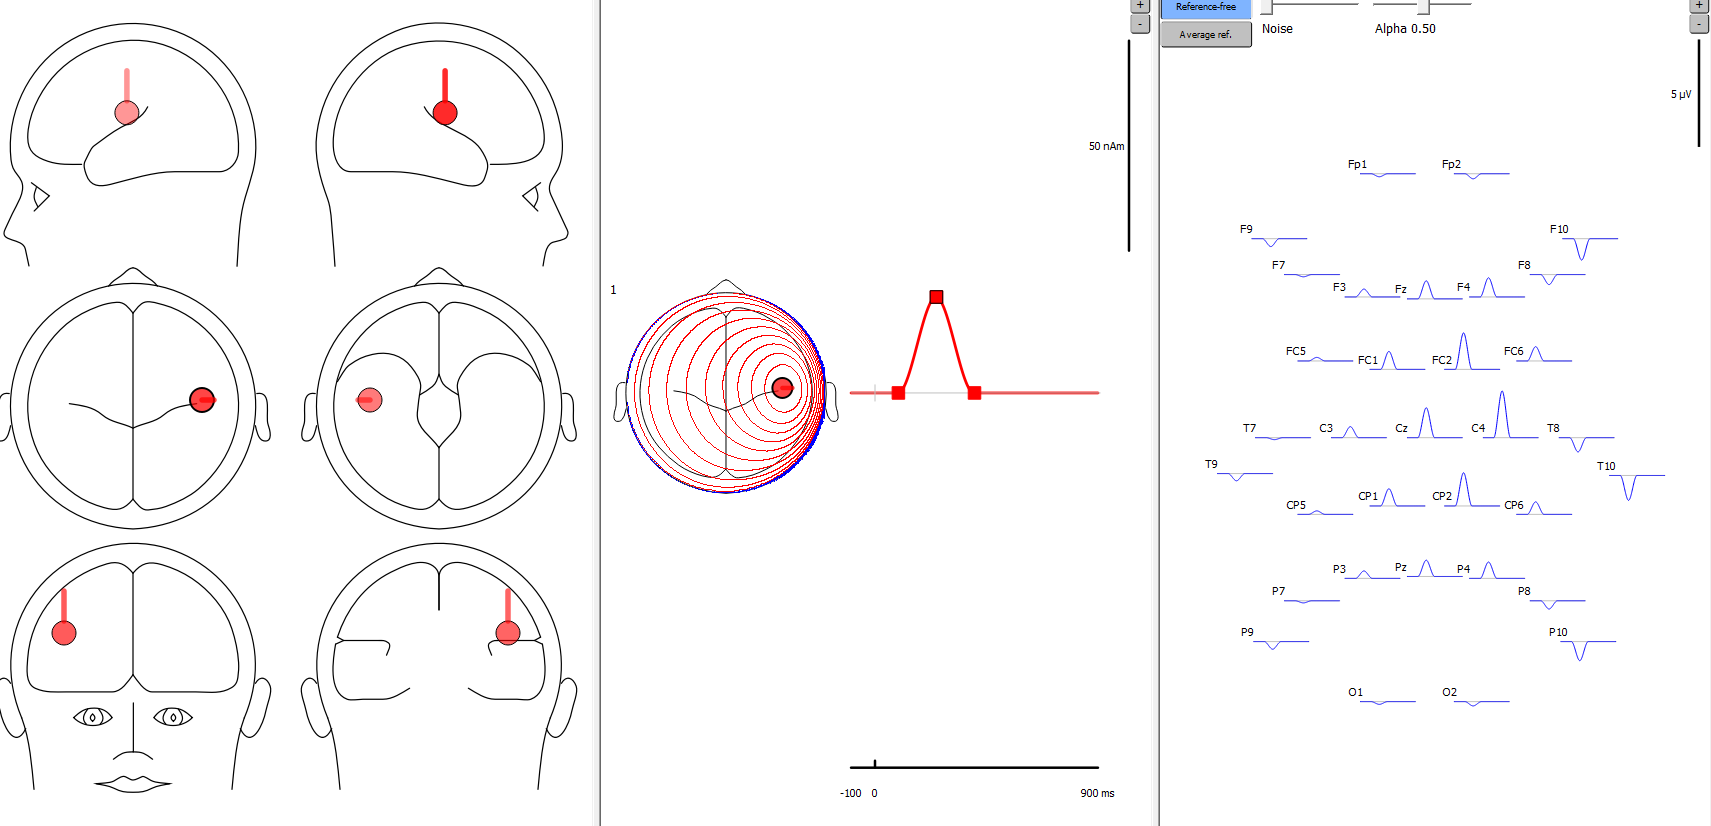 +
-
Reference-free
Average ref.
Noise
Alpha 0.50
+
-
50 nAm
5 µV
1
-100 0 900 ms
Fp1 Fp2
F9 F10
F7 F8
F3 Fz F4
FC5 FC1 FC2 FC6
T7 C3 Cz C4 T8
T9 T10
CP5 CP1 CP2 CP6
P3 Pz P4
P7 P8
P9 P10
O1 O2